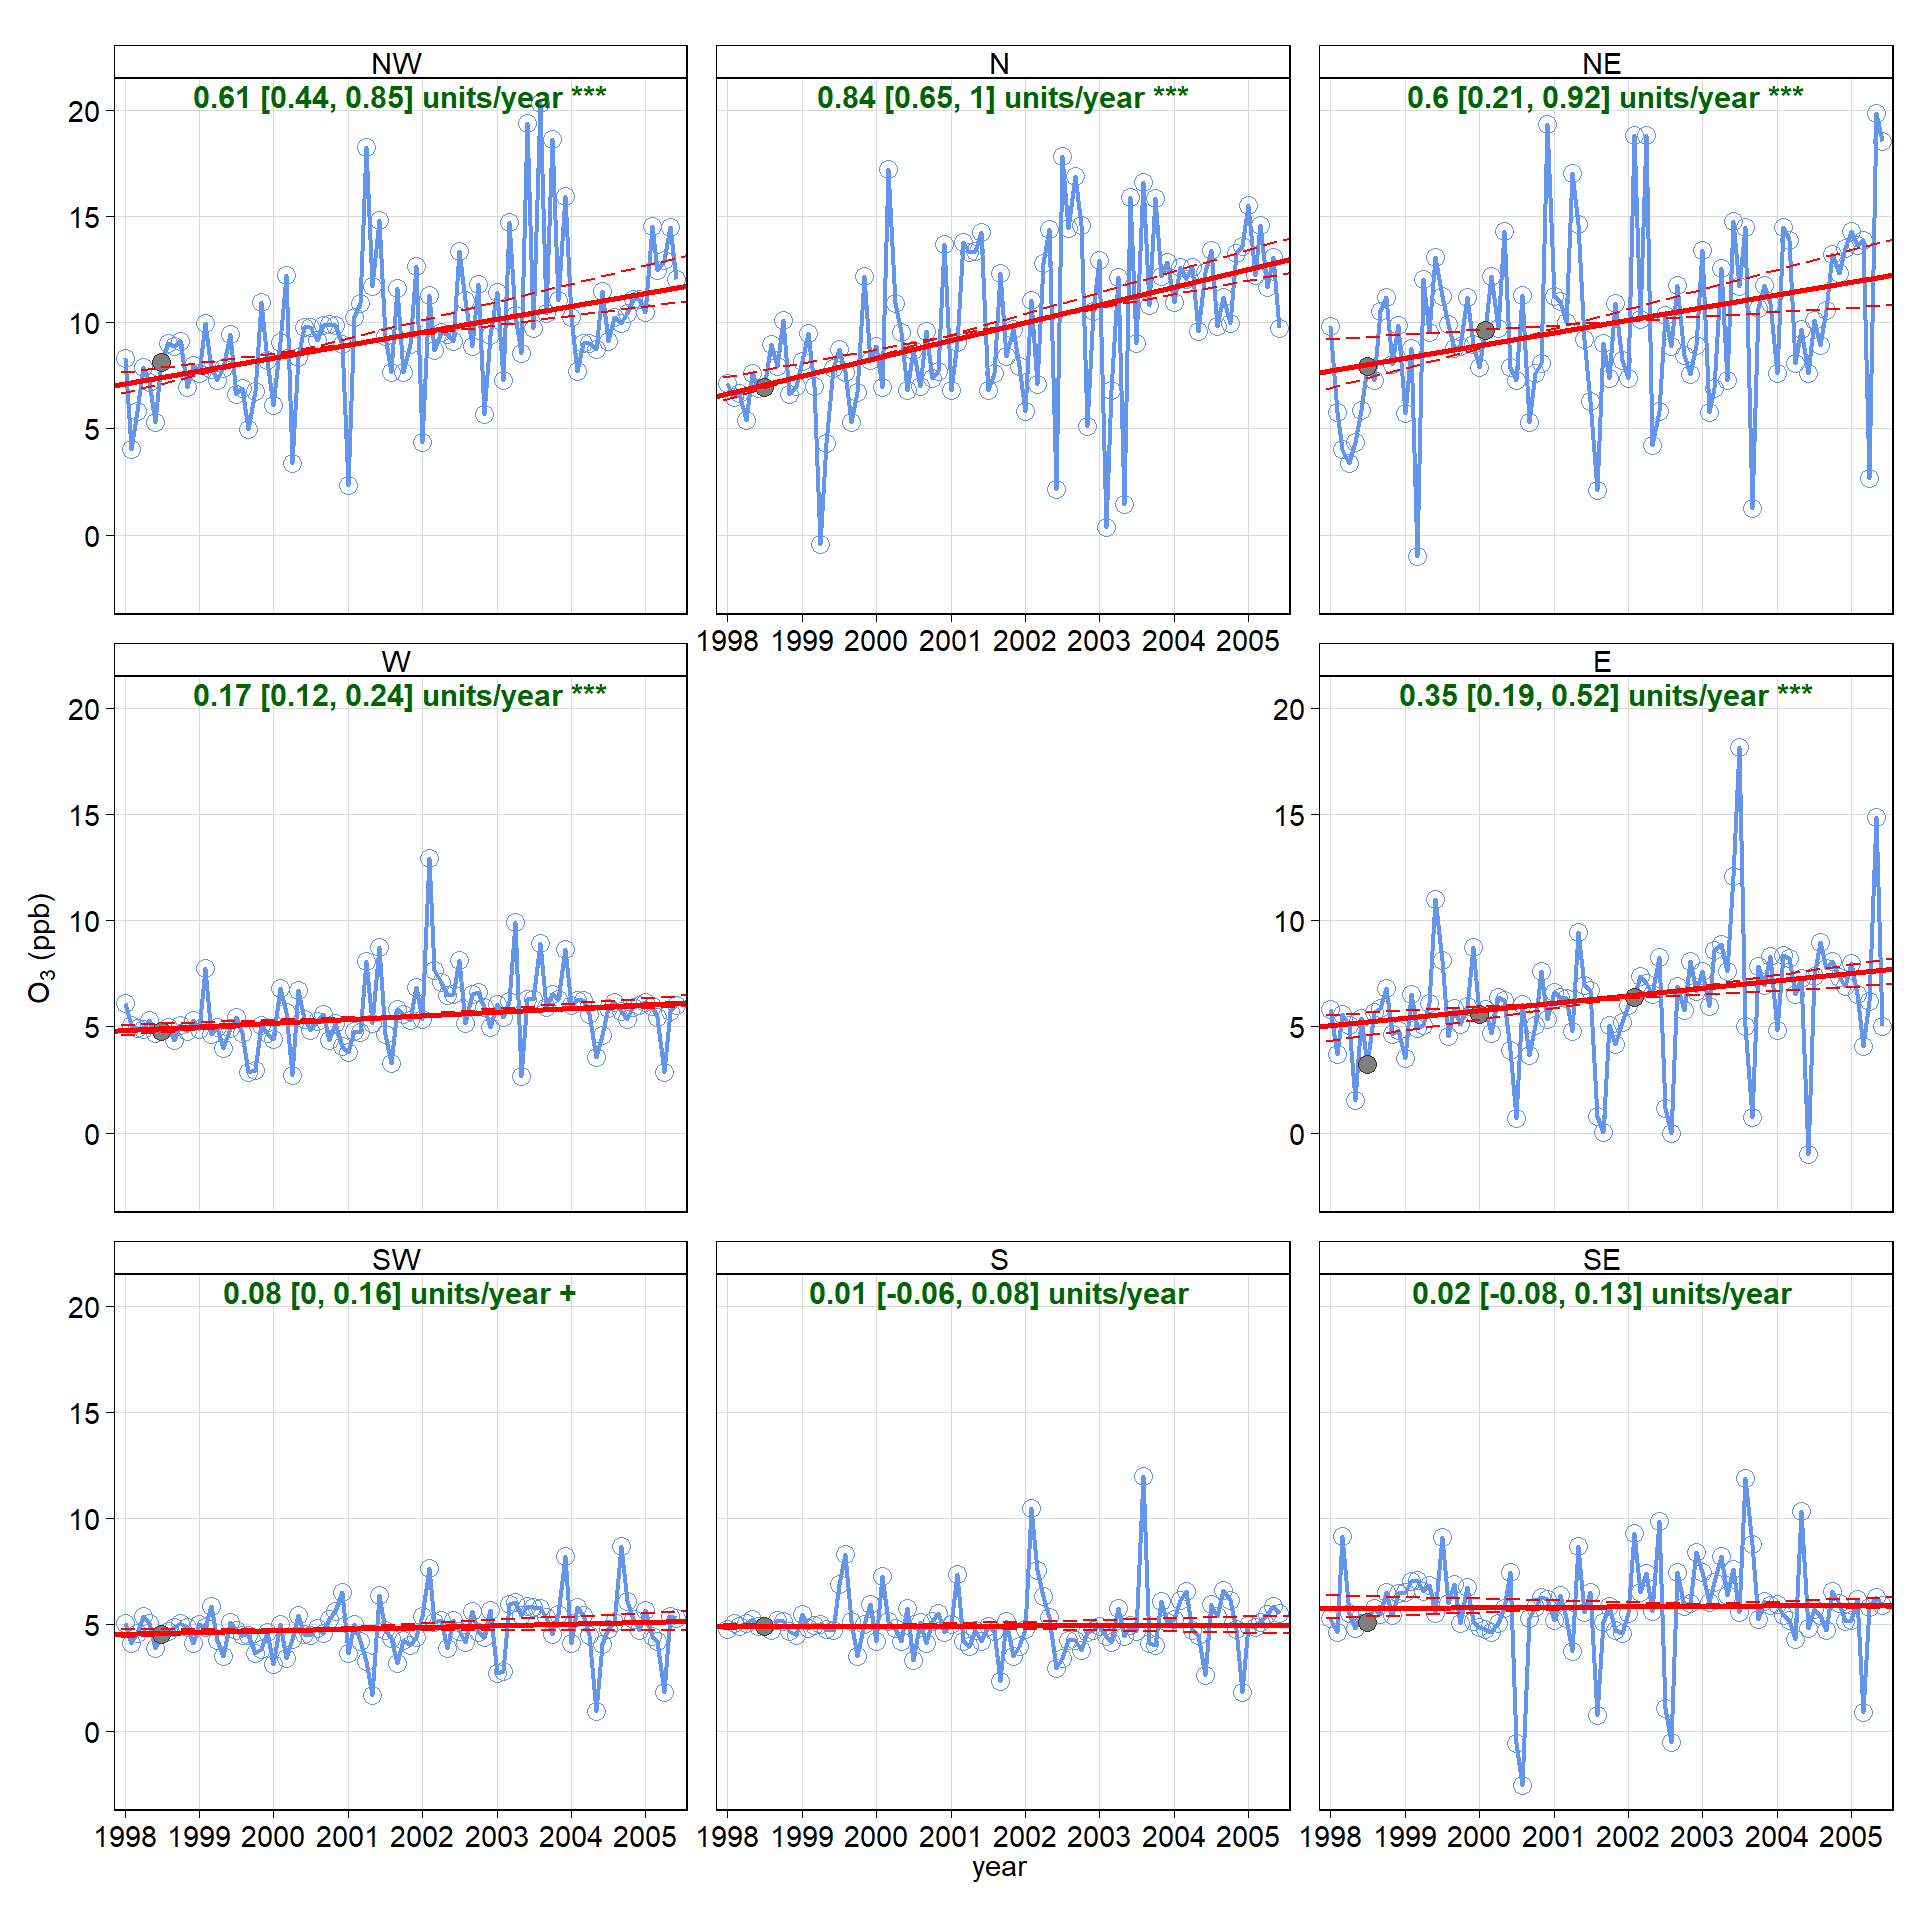 NW
0.61 [0.44, 0.85] units/year ***
20
15
10
5
0
N
0.84 [0.65, 1] units/year ***
1998 1999 2000 2001 2002 2003 2004 2005
NE
0.6 [0.21, 0.92] units/year ***
W
0.17 [0.12, 0.24] units/year ***
20
15
10
5
0
E
0.35 [0.19, 0.52] units/year ***
20
15
10
5
0
O3 (ppb)
SW
0.08 [0, 0.16] units/year +
20
15
10
5
0
1998 1999 2000 2001 2002 2003 2004 2005
S
0.01 [-0.06, 0.08] units/year
1998 1999 2000 2001 2002 2003 2004 2005
SE
0.02 [-0.08, 0.13] units/year
1998 1999 2000 2001 2002 2003 2004 2005
year